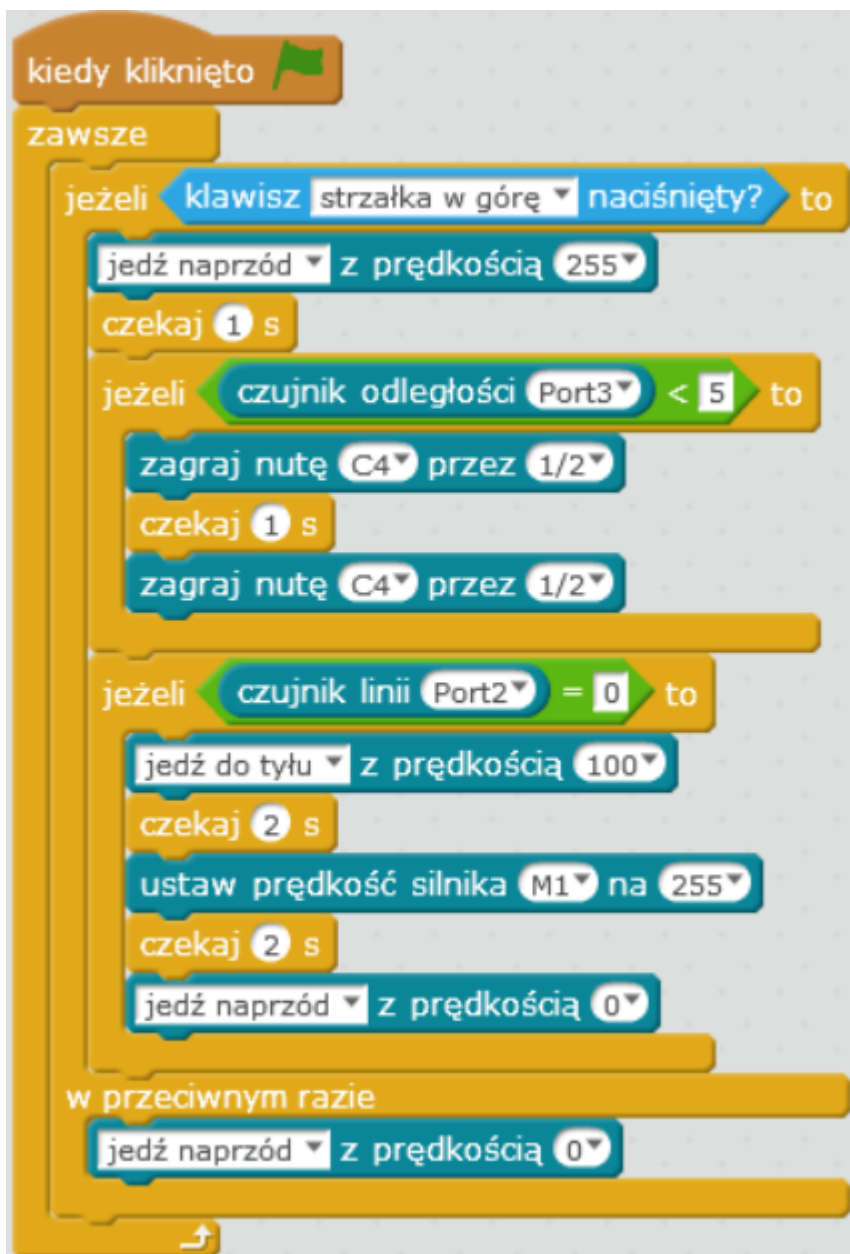 kiedy kliknięto
zawsze
jeżeli klawisz strzałka w górę naciśnięty? to
jedź naprzód z prędkością 255
czekaj 1 s
jeżeli czujnik odległości Port3 < 5 to
zagraj nutę C4 przez 1/2
czekaj 1 s
zagraj nutę C4 przez 1/2
jeżeli czujnik linii Port2 = 0 to
jedź do tyłu z prędkością 100
czekaj 2 s
ustaw prędkość silnika M1 na 255
czekaj 2 s
jedź naprzód z prędkością 0
w przeciwnym razie
jedź naprzód z prędkością 0